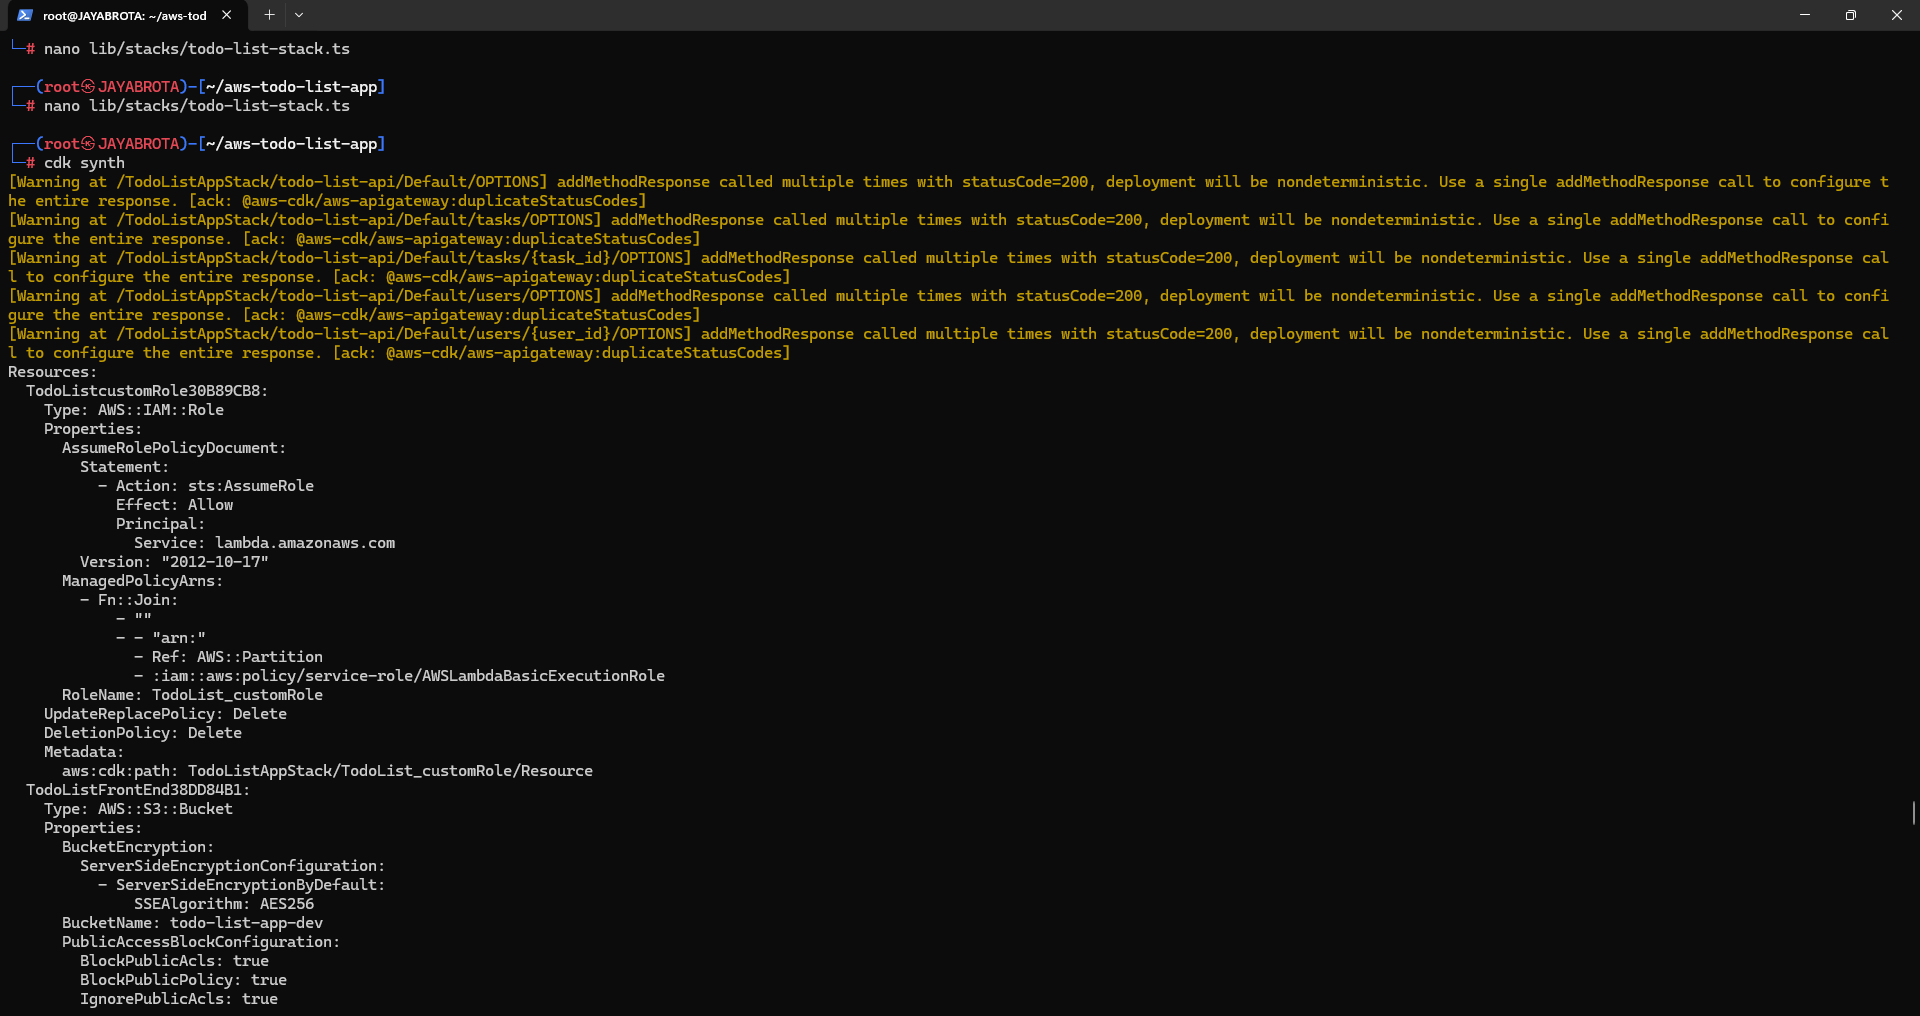 root@JAYABROTA: ~/aws-tod
└─# nano lib/stacks/todo-list-stack.ts
┌──(root㉿JAYABROTA)-[~/aws-todo-list-app]
└─# nano lib/stacks/todo-list-stack.ts
┌──(root㉿JAYABROTA)-[~/aws-todo-list-app]
└─# cdk synth
[Warning at /TodoListAppStack/todo-list-api/Default/OPTIONS] addMethodResponse called multiple times with statusCode=200, deployment will be nondeterministic. Use a single addMethodResponse call to configure t
he entire response. [ack: @aws-cdk/aws-apigateway:duplicateStatusCodes]
[Warning at /TodoListAppStack/todo-list-api/Default/tasks/OPTIONS] addMethodResponse called multiple times with statusCode=200, deployment will be nondeterministic. Use a single addMethodResponse call to confi
gure the entire response. [ack: @aws-cdk/aws-apigateway:duplicateStatusCodes]
[Warning at /TodoListAppStack/todo-list-api/Default/tasks/{task_id}/OPTIONS] addMethodResponse called multiple times with statusCode=200, deployment will be nondeterministic. Use a single addMethodResponse cal
l to configure the entire response. [ack: @aws-cdk/aws-apigateway:duplicateStatusCodes]
[Warning at /TodoListAppStack/todo-list-api/Default/users/OPTIONS] addMethodResponse called multiple times with statusCode=200, deployment will be nondeterministic. Use a single addMethodResponse call to confi
gure the entire response. [ack: @aws-cdk/aws-apigateway:duplicateStatusCodes]
[Warning at /TodoListAppStack/todo-list-api/Default/users/{user_id}/OPTIONS] addMethodResponse called multiple times with statusCode=200, deployment will be nondeterministic. Use a single addMethodResponse cal
l to configure the entire response. [ack: @aws-cdk/aws-apigateway:duplicateStatusCodes]
Resources:
  TodoListcustomRole30B89CB8:
    Type: AWS::IAM::Role
    Properties:
      AssumeRolePolicyDocument:
        Statement:
          - Action: sts:AssumeRole
            Effect: Allow
            Principal:
              Service: lambda.amazonaws.com
        Version: "2012-10-17"
      ManagedPolicyArns:
        - Fn::Join:
            - ""
            - - "arn:"
              - Ref: AWS::Partition
              - :iam::aws:policy/service-role/AWSLambdaBasicExecutionRole
      RoleName: TodoList_customRole
    UpdateReplacePolicy: Delete
    DeletionPolicy: Delete
    Metadata:
      aws:cdk:path: TodoListAppStack/TodoList_customRole/Resource
  TodoListFrontEnd38DD84B1:
    Type: AWS::S3::Bucket
    Properties:
      BucketEncryption:
        ServerSideEncryptionConfiguration:
          - ServerSideEncryptionByDefault:
              SSEAlgorithm: AES256
      BucketName: todo-list-app-dev
      PublicAccessBlockConfiguration:
        BlockPublicAcls: true
        BlockPublicPolicy: true
        IgnorePublicAcls: true